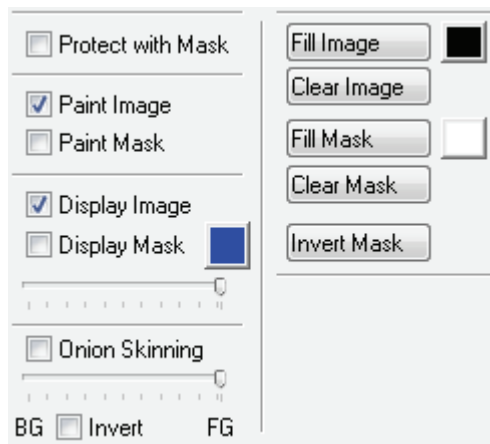 Protect with Mask
Paint Image
Paint Mask
Display Image
Display Mask
Onion Skinning
BG Invert FG
Fill Image
Clear Image
Fill Mask
Clear Mask
Invert Mask